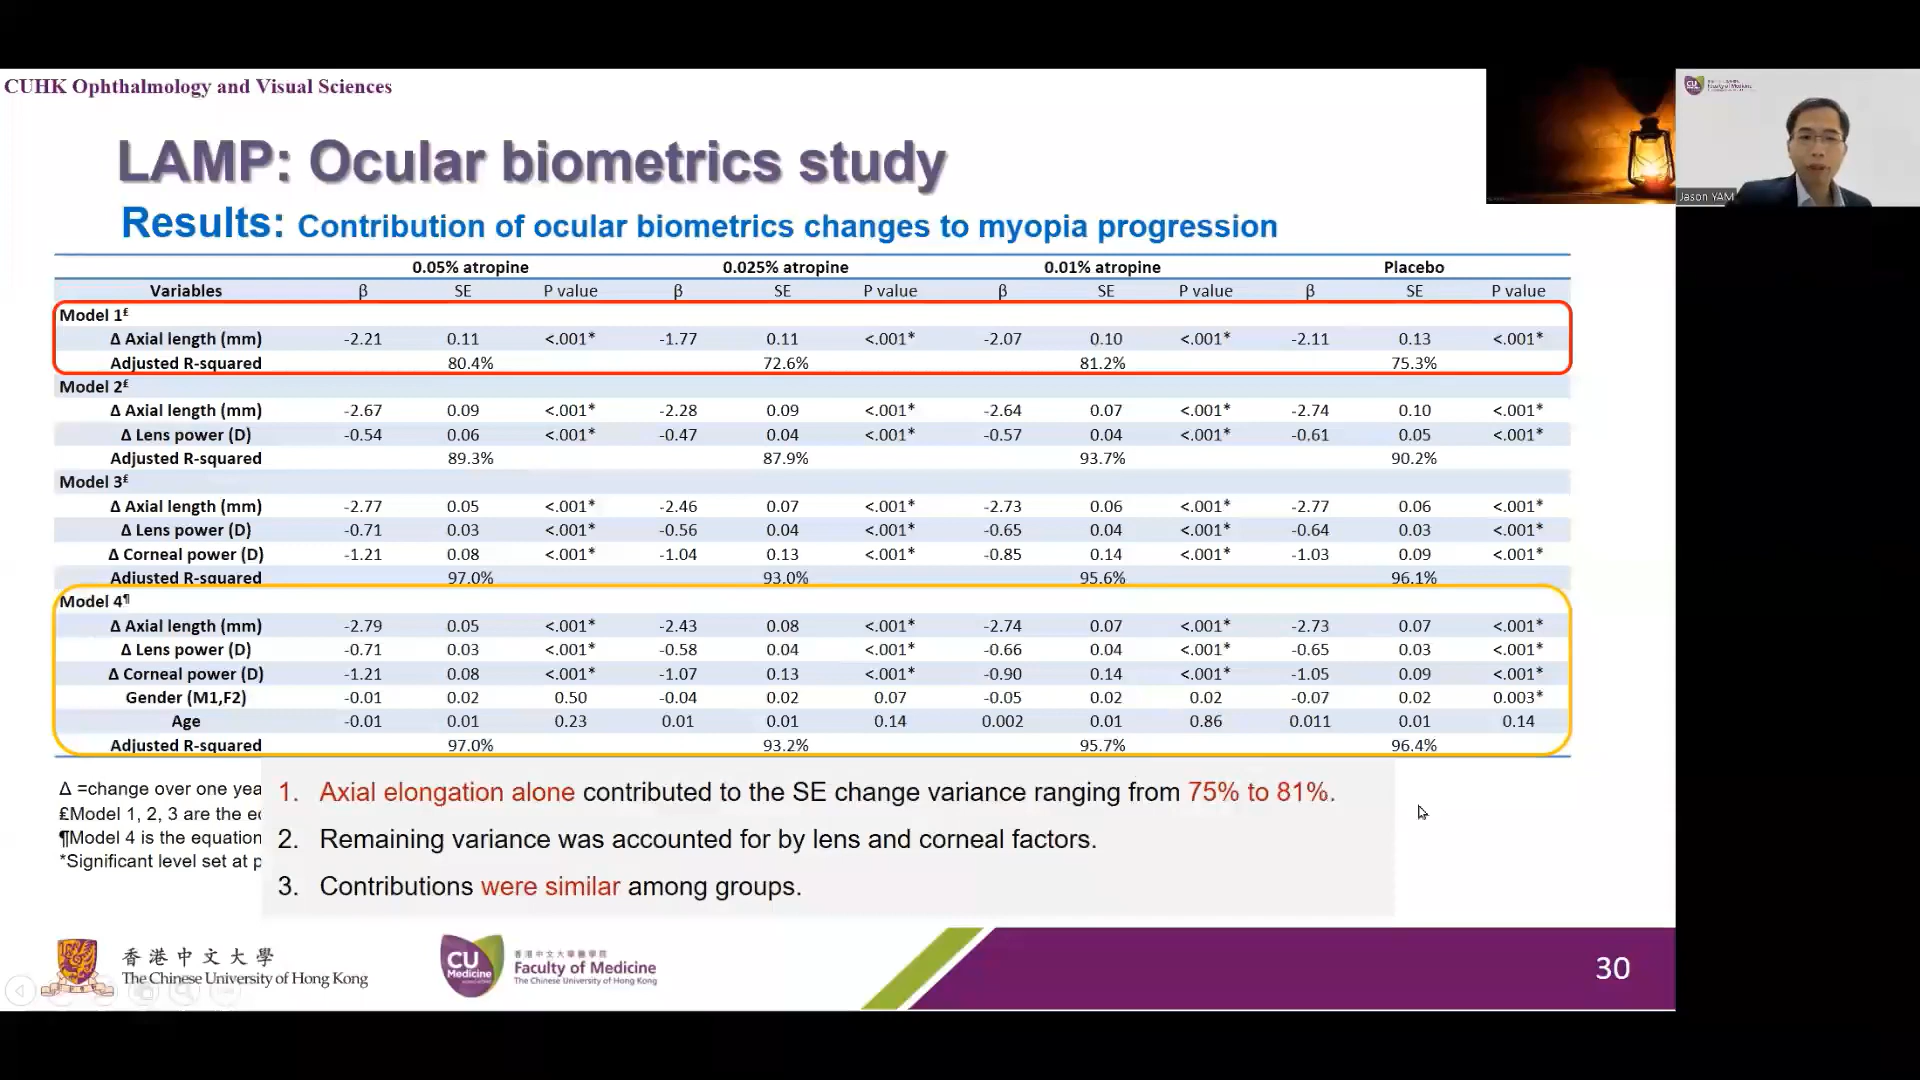 CUHK Ophthalmology and Visual Sciences
LAMP: Ocular biometrics study
Results: Contribution of ocular biometrics changes to myopia progression
0.05% atropine 0.025% atropine 0.01% atropine Placebo
Variables β SE P value β SE P value β SE P value β SE P value
Model 1£
Δ Axial length (mm) -2.21 0.11 <.001* -1.77 0.11 <.001* -2.07 0.10 <.001* -2.11 0.13 <.001*
Adjusted R-squared 80.4% 72.6% 81.2% 75.3%
Model 2£
Δ Axial length (mm) -2.67 0.09 <.001* -2.28 0.09 <.001* -2.64 0.07 <.001* -2.74 0.10 <.001*
Δ Lens power (D) -0.54 0.06 <.001* -0.47 0.04 <.001* -0.57 0.04 <.001* -0.61 0.05 <.001*
Adjusted R-squared 89.3% 87.9% 93.7% 90.2%
Model 3£
Δ Axial length (mm) -2.77 0.05 <.001* -2.46 0.07 <.001* -2.73 0.06 <.001* -2.77 0.06 <.001*
Δ Lens power (D) -0.71 0.03 <.001* -0.56 0.04 <.001* -0.65 0.04 <.001* -0.64 0.03 <.001*
Δ Corneal power (D) -1.21 0.08 <.001* -1.04 0.13 <.001* -0.85 0.14 <.001* -1.03 0.09 <.001*
Adjusted R-squared 97.0% 93.0% 95.6% 96.1%
Model 4¶
Δ Axial length (mm) -2.79 0.05 <.001* -2.43 0.08 <.001* -2.74 0.07 <.001* -2.73 0.07 <.001*
Δ Lens power (D) -0.71 0.03 <.001* -0.58 0.04 <.001* -0.66 0.04 <.001* -0.65 0.03 <.001*
Δ Corneal power (D) -1.21 0.08 <.001* -1.07 0.13 <.001* -0.90 0.14 <.001* -1.05 0.09 <.001*
Gender (M1,F2) -0.01 0.02 0.50 -0.04 0.02 0.07 -0.05 0.02 0.02 -0.07 0.02 0.003*
Age -0.01 0.01 0.23 0.01 0.01 0.14 0.002 0.01 0.86 0.011 0.01 0.14
Adjusted R-squared 97.0% 93.2% 95.7% 96.4%
Δ =change over one yea
£Model 1, 2, 3 are the
¶Model 4 is the equation
*Significant level set at p
1. Axial elongation alone contributed to the SE change variance ranging from 75% to 81%.
2. Remaining variance was accounted for by lens and corneal factors.
3. Contributions were similar among groups.
香港中文大學
The Chinese University of Hong Kong
CU
Medicine
香港中文大學醫學院
Faculty of Medicine
The Chinese University of Hong Kong
30
Jason YAM
CU
Faculty of Medicine